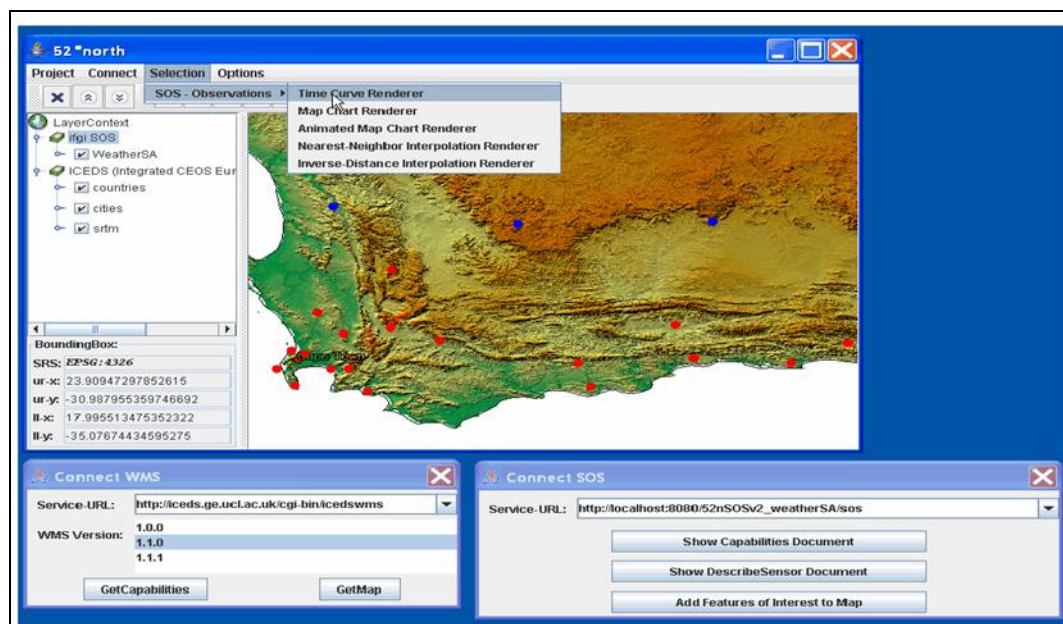 52°north
Project Connect Selection Options
SOS - Observations
Time Curve Renderer
Map Chart Renderer
Animated Map Chart Renderer
Nearest-Neighbor Interpolation Renderer
Inverse-Distance Interpolation Renderer
LayerContext
ifgi SOS
WeatherSA
ICEDS (Integrated CEOS Eur
countries
cities
srtm
Cape Town
BoundingBox:
SRS: EPSG:4326
ur-x: 23.90947297852615
ur-y: -30.987955359746692
ll-x: 17.995513475352322
ll-y: -35.07674434595275
Connect WMS
Service-URL: http://iceds.ge.ucl.ac.uk/cgi-bin/icedswms
WMS Version:
1.0.0
1.1.0
1.1.1
GetCapabilities GetMap
Connect SOS
Service-URL: http://localhost:8080/52nSOSv2_weatherSA/sos
Show Capabilities Document
Show DescribeSensor Document
Add Features of Interest to Map